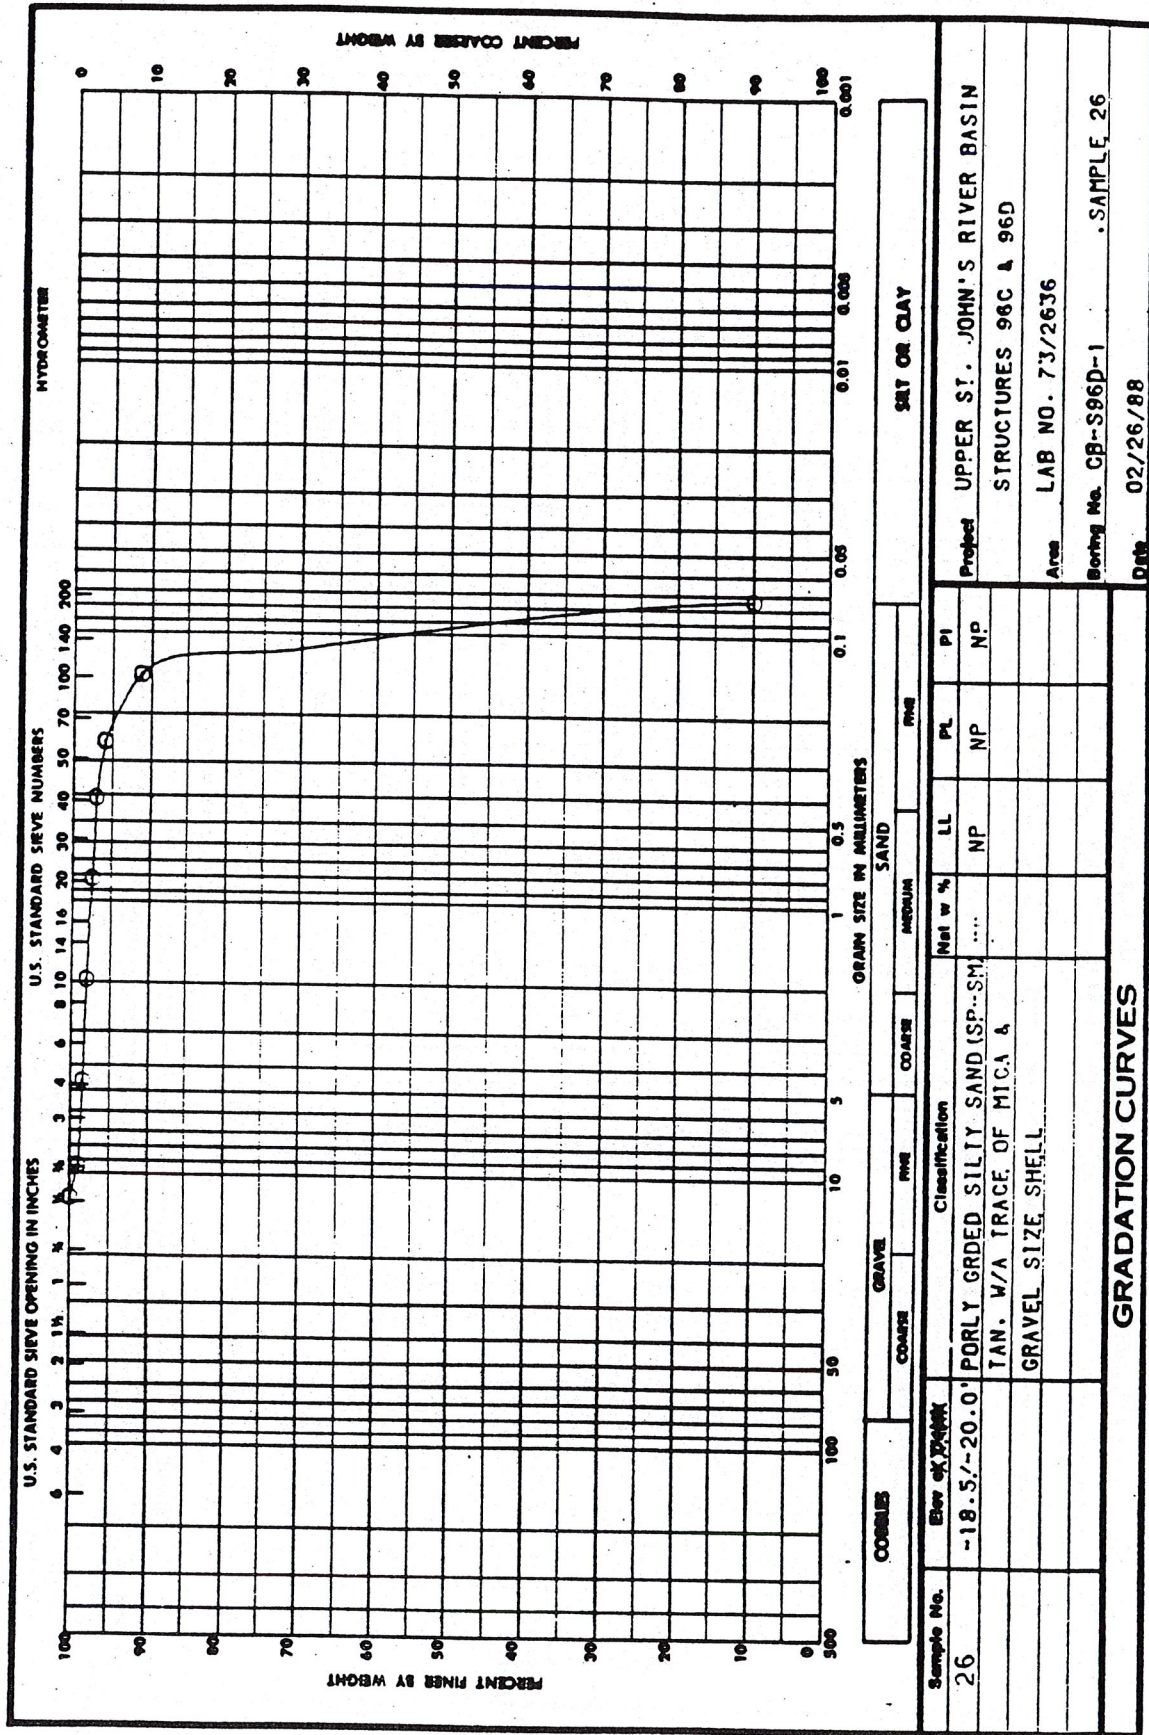 U.S. STANDARD SIEVE OPENING IN INCHES U.S. STANDARD SIEVE NUMBERS HYDROMETER
6 4 3 2 1½ 1 ¾ ½ ⅜ 3 4 6 8 10 14 16 20 30 40 50 70 100 140 200
PERCENT FINER BY WEIGHT
100
90
80
70
60
50
40
30
20
10
0
PERCENT COARSER BY WEIGHT
0
10
20
30
40
50
60
70
80
90
100
500 100 50 10 5 1 0.5 0.1 0.05 0.01 0.005 0.001
GRAIN SIZE IN MILLIMETERS
COBBLES GRAVEL SAND SILT OR CLAY
COARSE FINE COARSE MEDIUM FINE
Sample No. Elev or Classification Nat w % LL PL PI
26 -18.5/-20.0' PORLY GRDED SILTY SAND (SP--SM) .... NP NP NP
TAN. W/A TRACE OF MICA &
GRAVEL SIZE SHELL
Project UPPER ST. JOHN'S RIVER BASIN
STRUCTURES 96C & 96D
Area LAB NO. 73/2636
Boring No. CB-S96D-1 . SAMPLE 26
Date 02/26/88
GRADATION CURVES